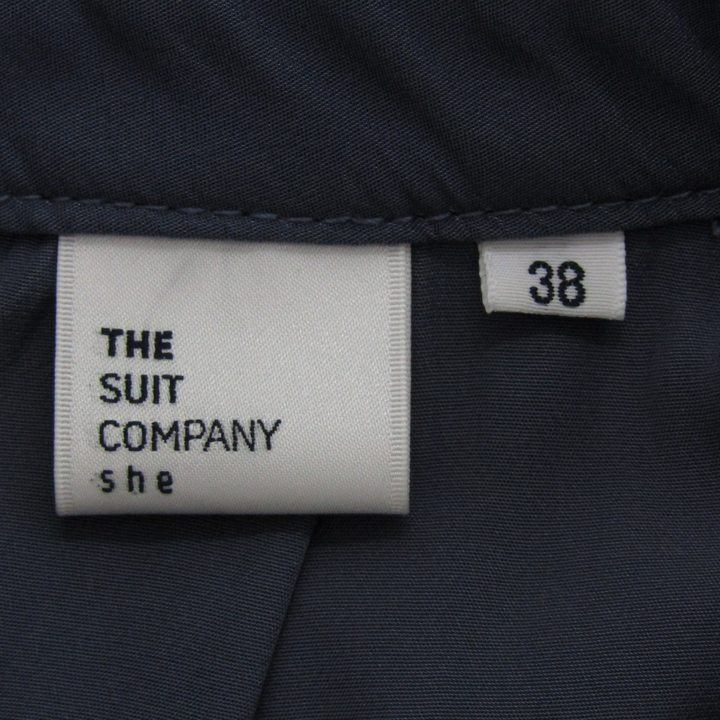 THE
SUIT
COMPANY
she
38